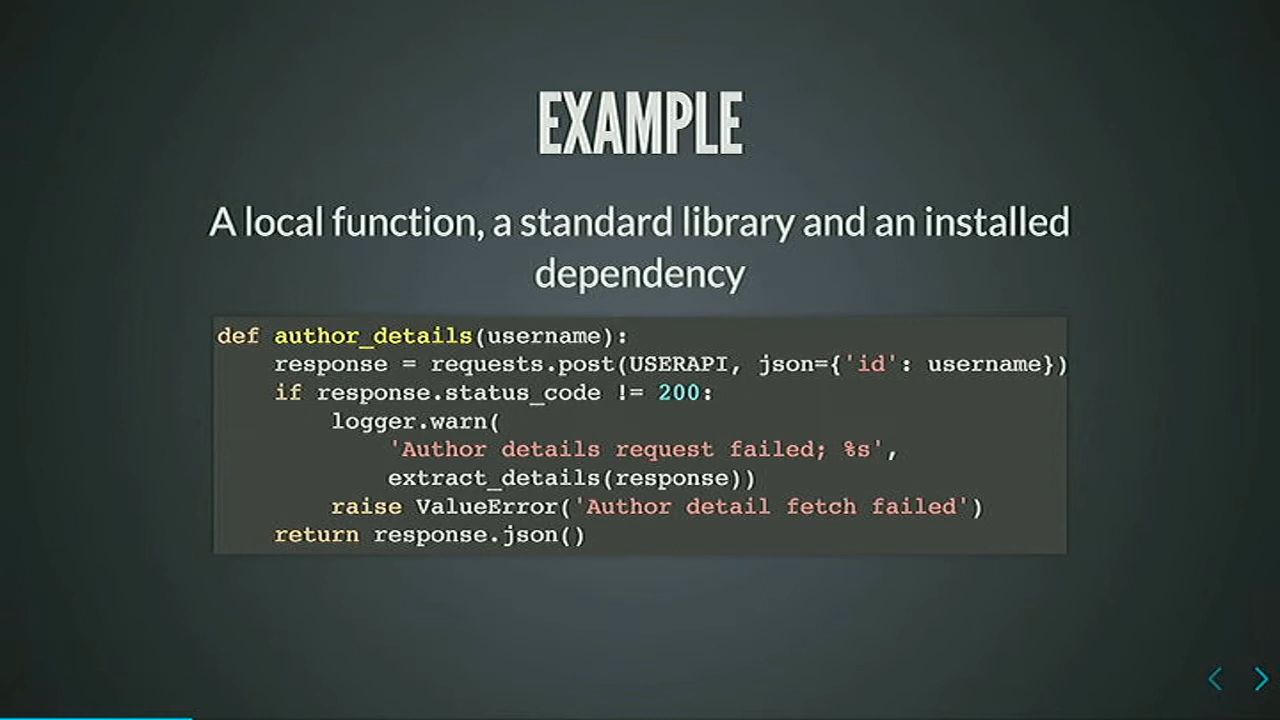 EXAMPLE
A local function, a standard library and an installed
dependency
def author_details(username):
    response = requests.post(USERAPI, json={'id': username})
    if response.status_code != 200:
        logger.warn(
            'Author details request failed; %s',
            extract_details(response))
        raise ValueError('Author detail fetch failed')
    return response.json()